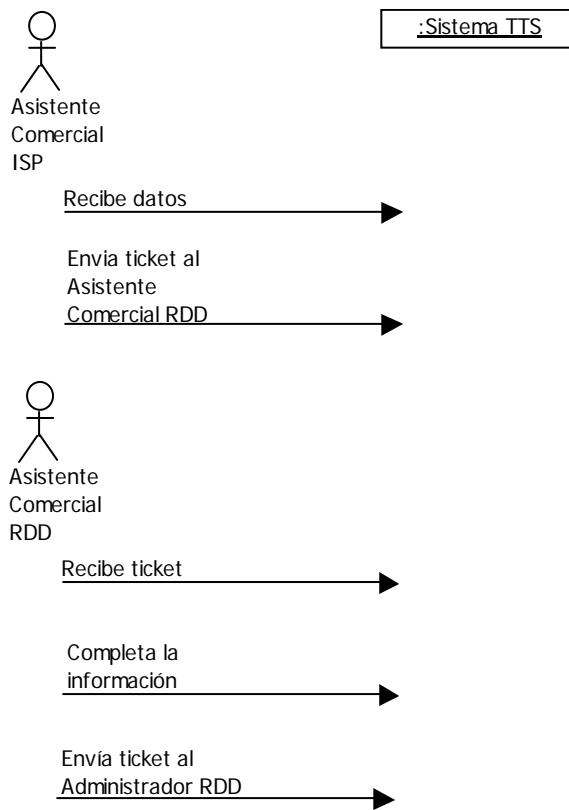 :Sistema TTS
Asistente
Comercial
ISP
Recibe datos
Envia ticket al
Asistente
Comercial RDD
Asistente
Comercial
RDD
Recibe ticket
Completa la
información
Envía ticket al
Administrador RDD